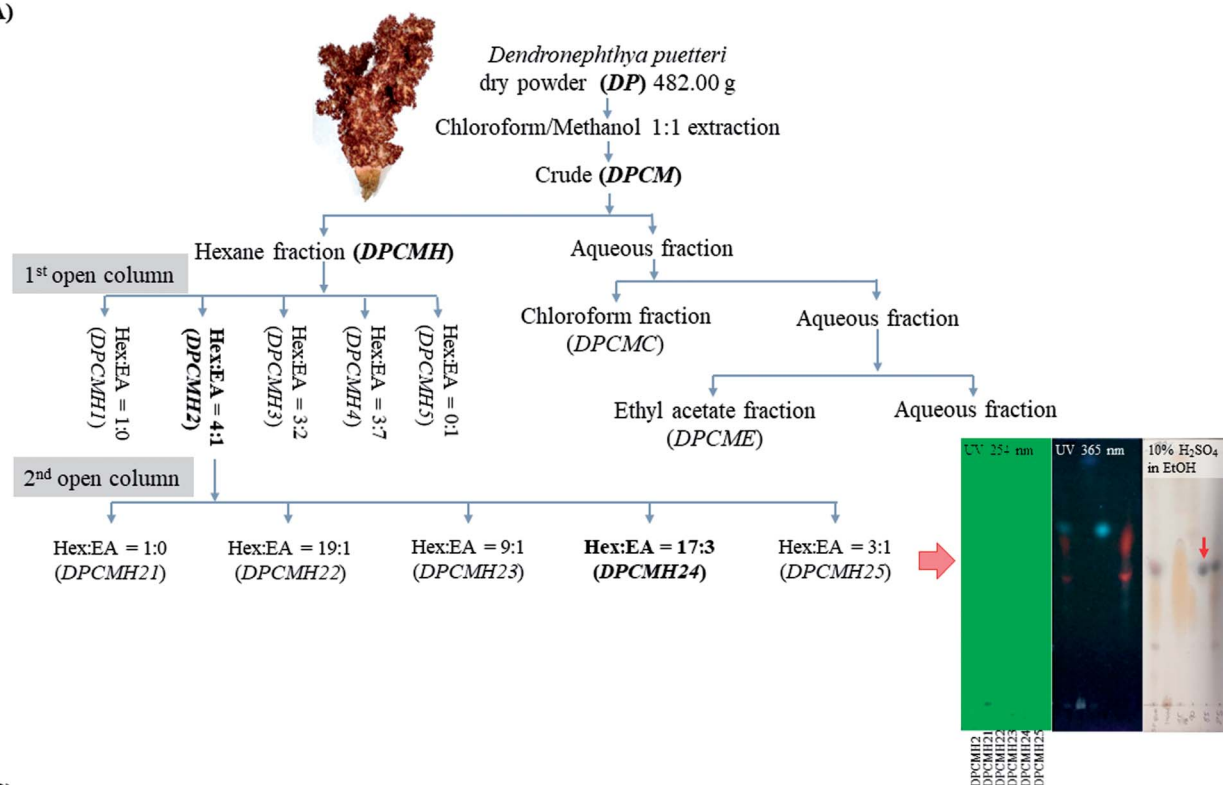 A)
Dendronephthya puetteri
dry powder (DP) 482.00 g
Chloroform/Methanol 1:1 extraction
Crude (DPCM)
Hexane fraction (DPCMH)
Aqueous fraction
1st open column
Hex:EA = 1:0
(DPCMH1)
Hex:EA = 4:1
(DPCMH2)
Hex:EA = 3:2
(DPCMH3)
Hex:EA = 3:7
(DPCMH4)
Hex:EA = 0:1
(DPCMH5)
Chloroform fraction
(DPCMC)
Aqueous fraction
Ethyl acetate fraction
(DPCME)
Aqueous fraction
2nd open column
Hex:EA = 1:0
(DPCMH21)
Hex:EA = 19:1
(DPCMH22)
Hex:EA = 9:1
(DPCMH23)
Hex:EA = 17:3
(DPCMH24)
Hex:EA = 3:1
(DPCMH25)
UV 254 nm
UV 365 nm
10% H2SO4
in EtOH
DPCMH2
DPCMH21
DPCMH22
DPCMH23
DPCMH24
DPCMH25